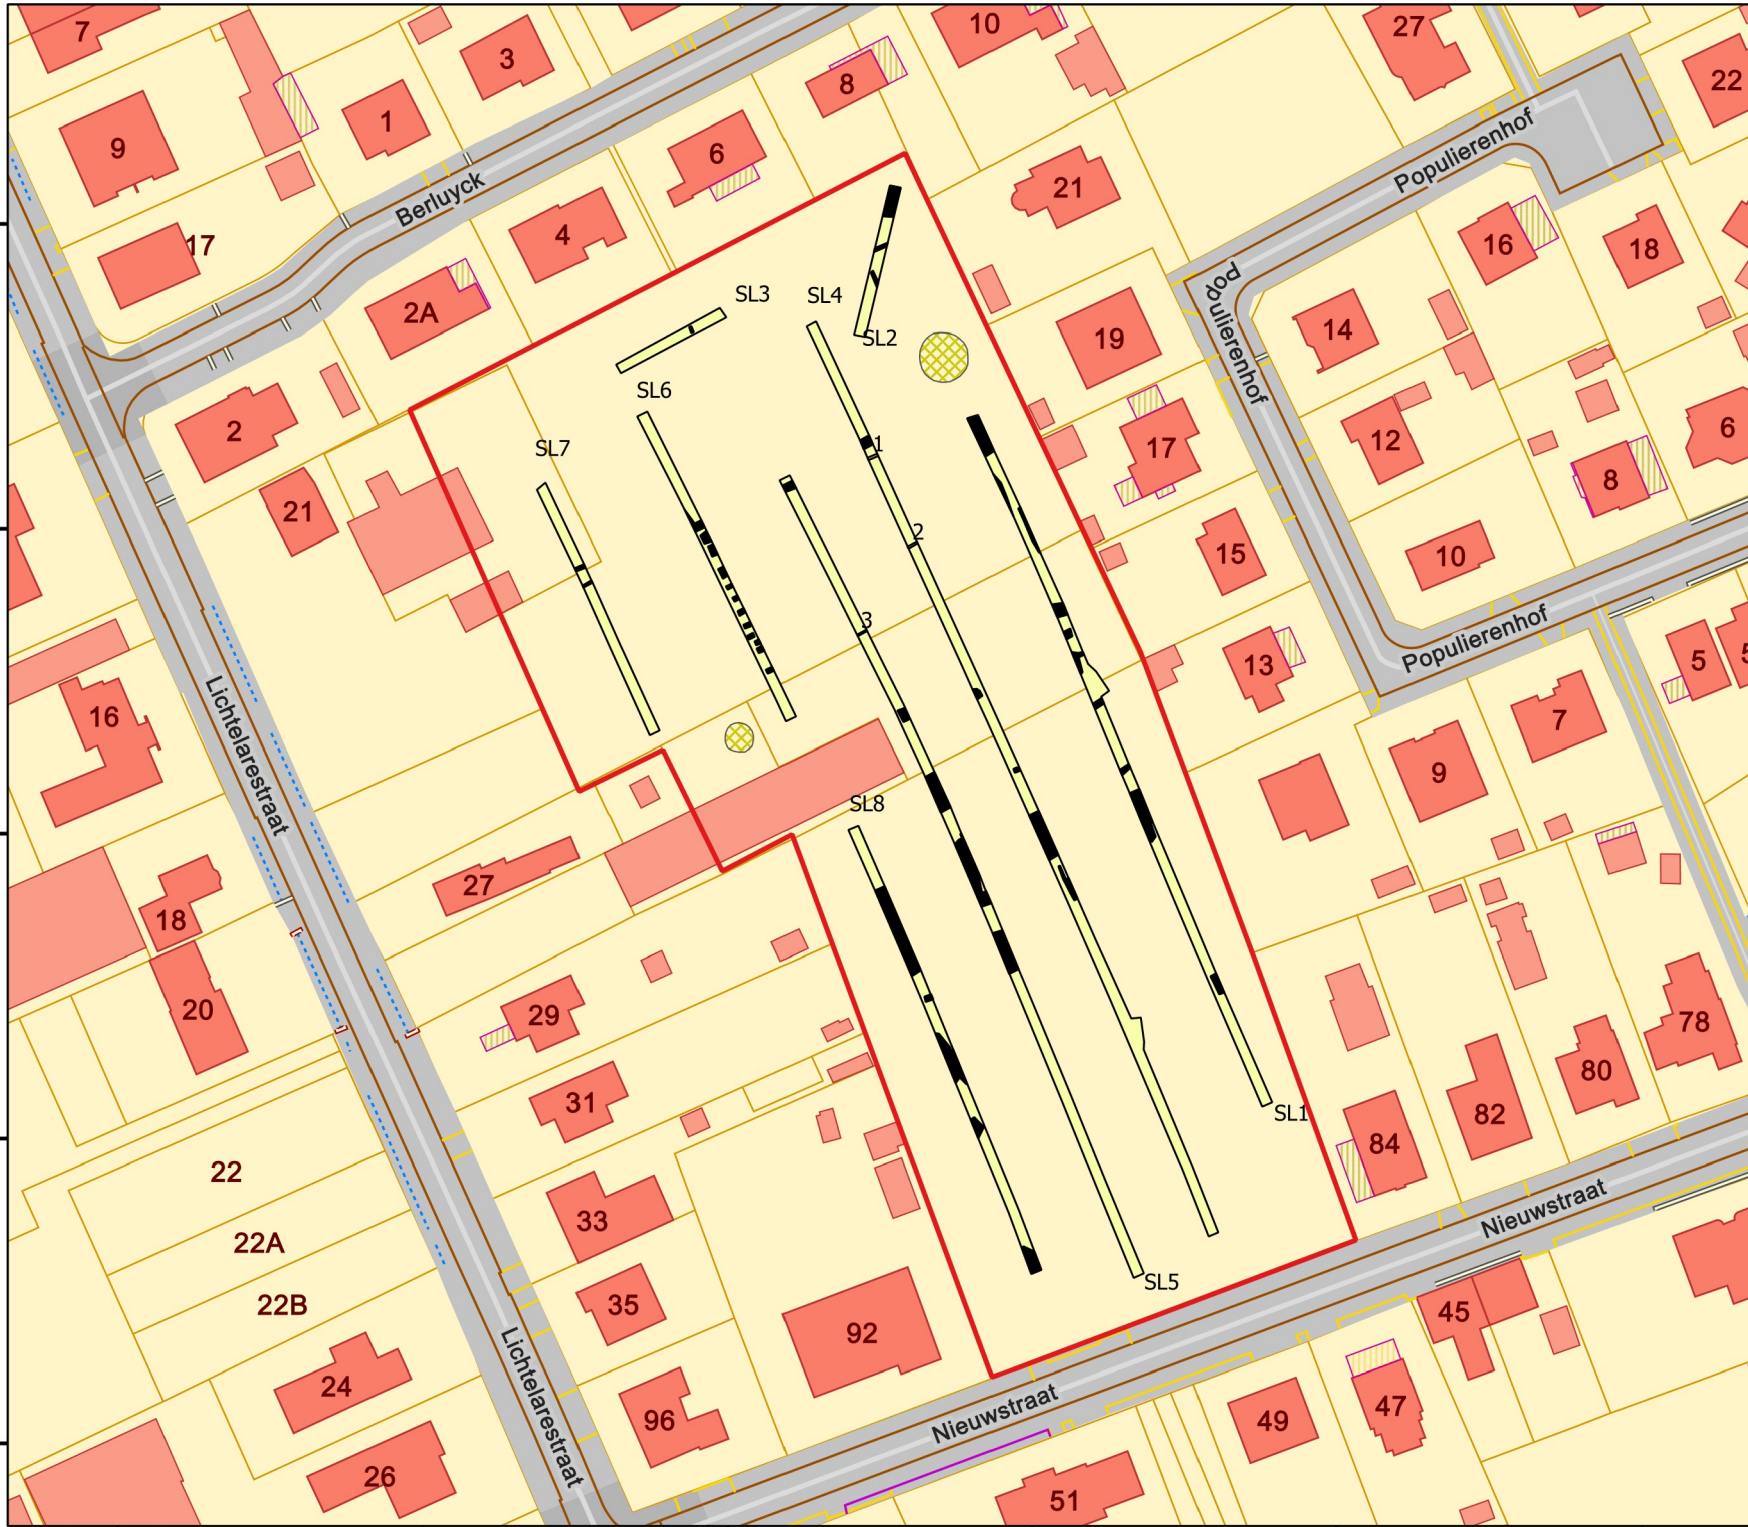 7
10
27
3
8
22
9
1
6
Populierenhof
Berluyck
21
17
4
16
18
SL3
SL4
2A
14
SL2
19
Populierenhof
SL6
2
1
17
12
6
SL7
21
2
8
15
10
3
Populierenhof
13
5
5
Lichtelarestraat
16
7
9
SL8
27
18
20
29
78
31
80
SL1
82
22
84
33
Nieuwstraat
22A
SL5
22B
35
92
45
24
Lichtelarestraat
96
Nieuwstraat
49
47
26
51